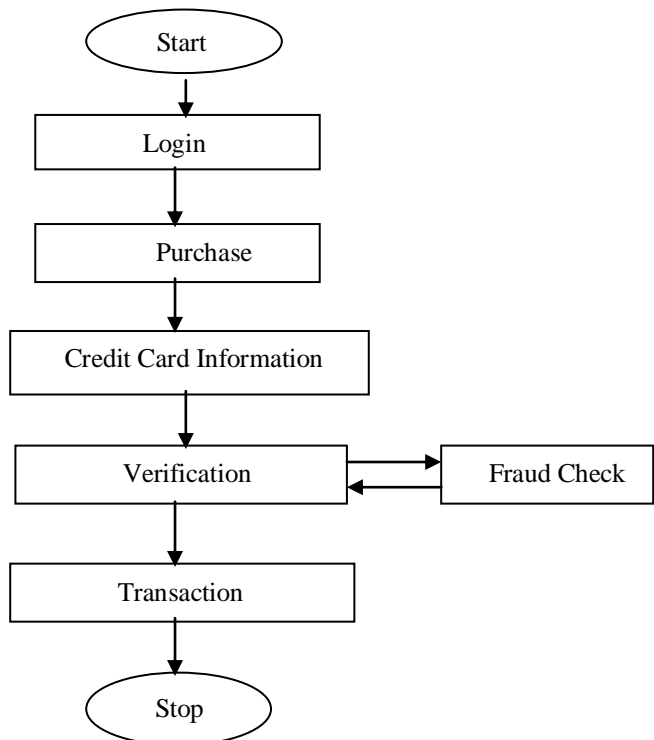 Start
Login
Purchase
Credit Card Information
Verification
Fraud Check
Transaction
Stop